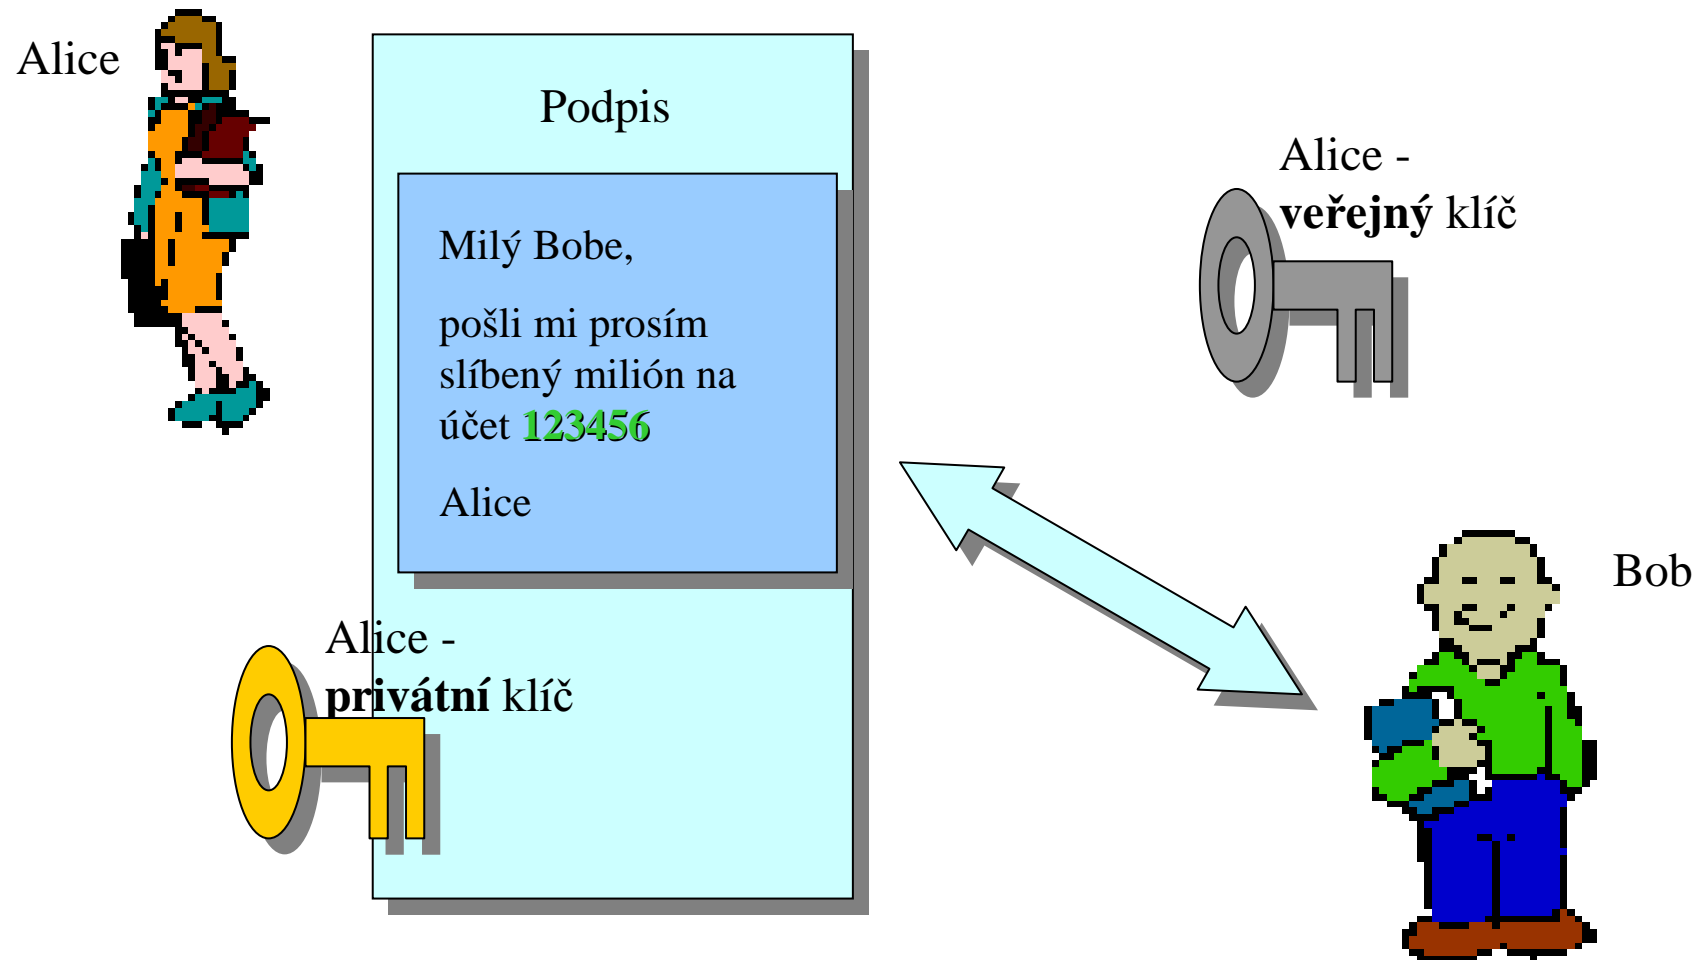 Alice
Podpis
Milý Bobe,
pošli mi prosím
slíbený milión na
účet 123456
Alice
Alice -
veřejný klíč
Alice -
privátní klíč
Bob